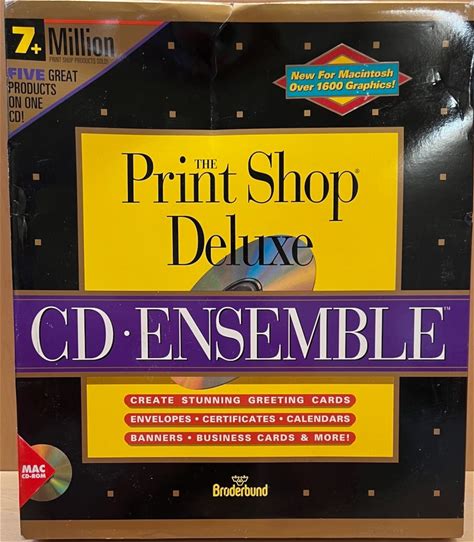 7+ Million
PRINT SHOP PRODUCTS SOLD!
FIVE GREAT
PRODUCTS
ON ONE
CD!
New For Macintosh
Over 1600 Graphics!
THE
Print Shop®
Deluxe
CD·ENSEMBLE™
CREATE STUNNING GREETING CARDS
ENVELOPES • CERTIFICATES • CALENDARS
BANNERS • BUSINESS CARDS & MORE!
MAC
CD-ROM
Brøderbund